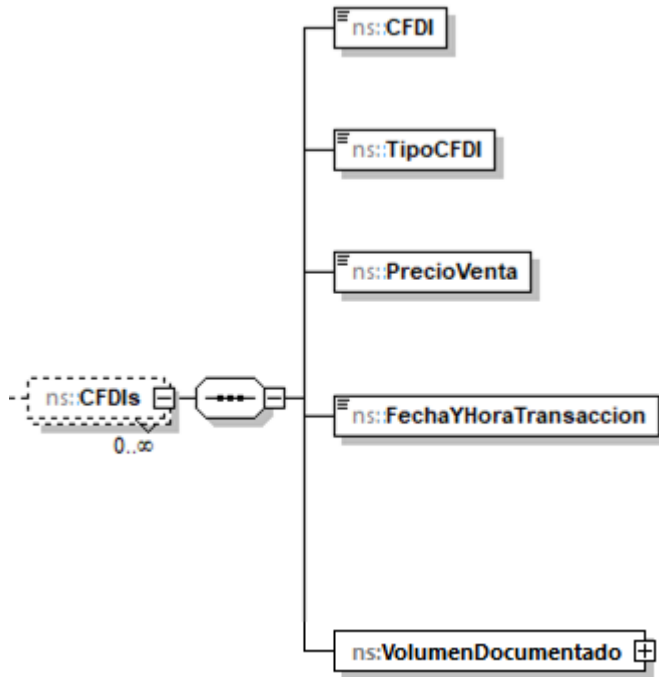 ns:CFDI
ns:TipoCFDI
ns:PrecioVenta
ns:CFDIs
0..∞
ns:FechaYHoraTransaccion
ns:VolumenDocumentado